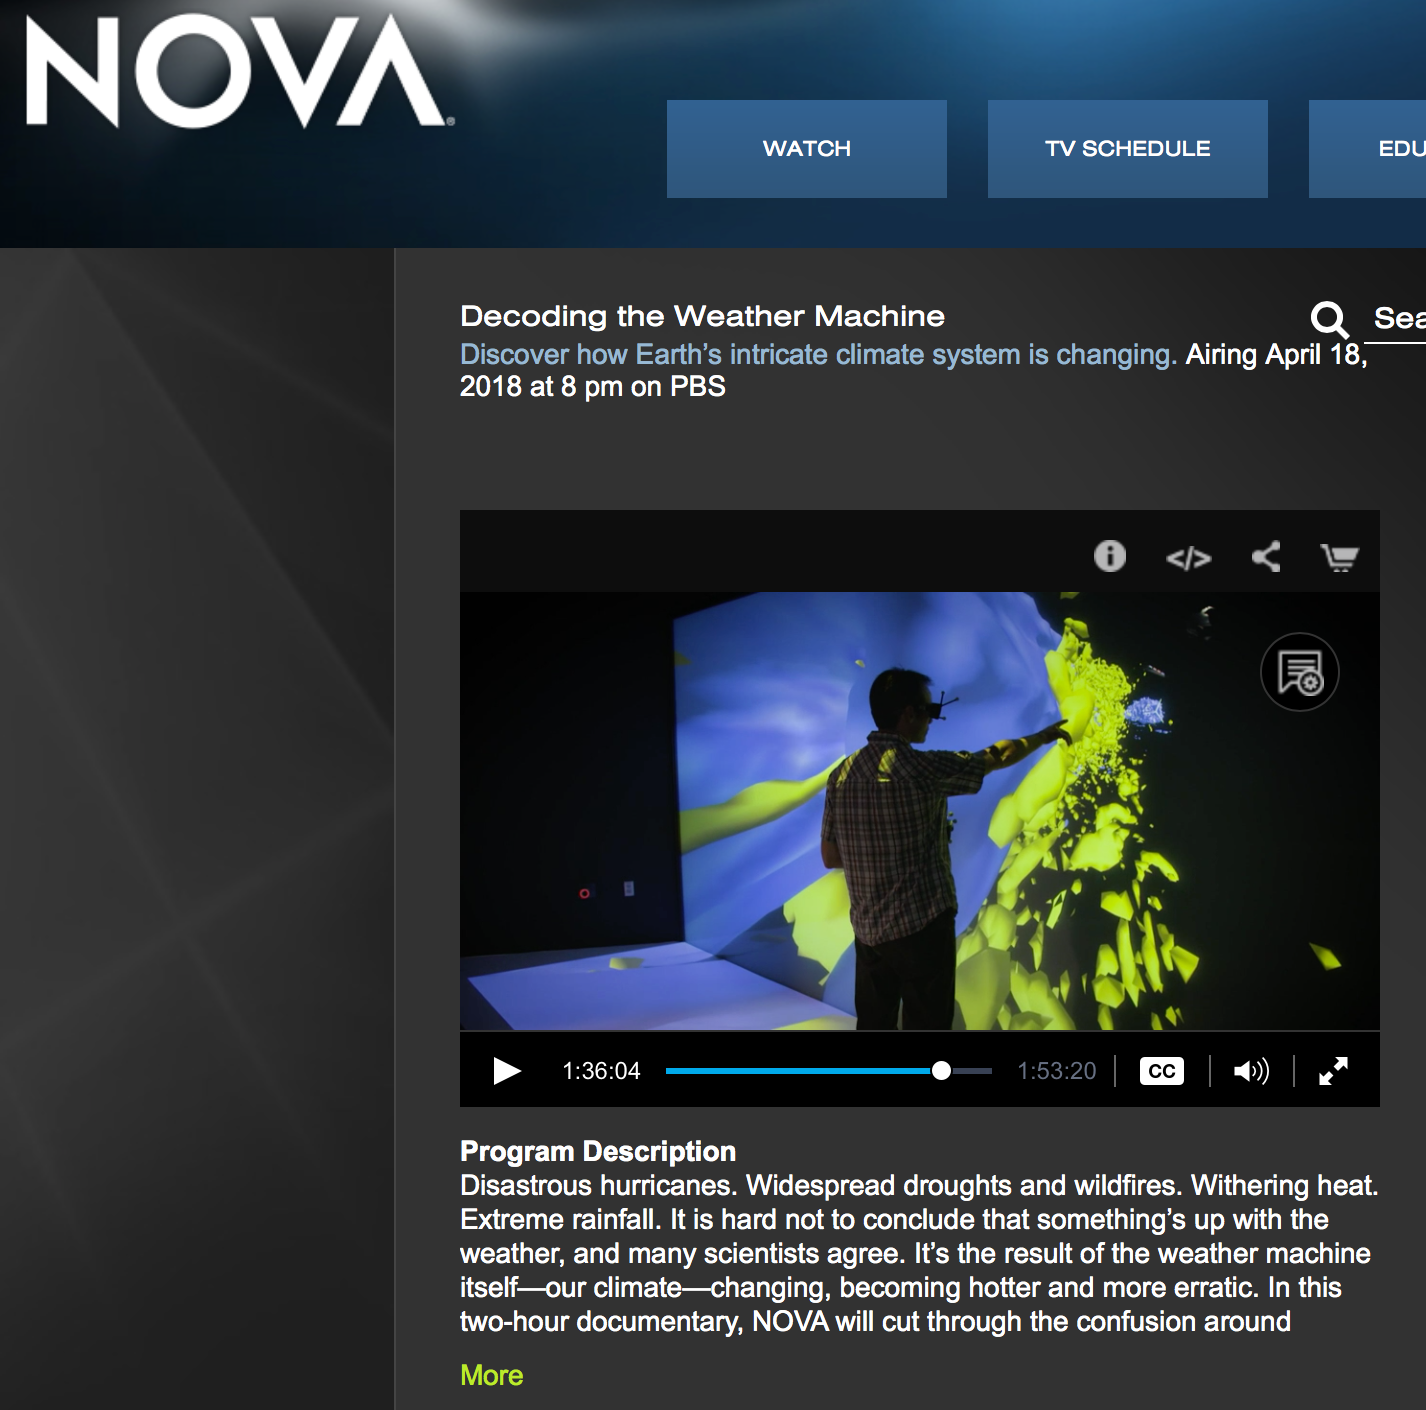 NOVA
WATCH
TV SCHEDULE
EDU
Decoding the Weather Machine
Sea
Discover how Earth’s intricate climate system is changing. Airing April 18,
2018 at 8 pm on PBS
1:36:04
1:53:20
CC
Program Description
Disastrous hurricanes. Widespread droughts and wildfires. Withering heat.
Extreme rainfall. It is hard not to conclude that something’s up with the
weather, and many scientists agree. It’s the result of the weather machine
itself—our climate—changing, becoming hotter and more erratic. In this
two-hour documentary, NOVA will cut through the confusion around
More